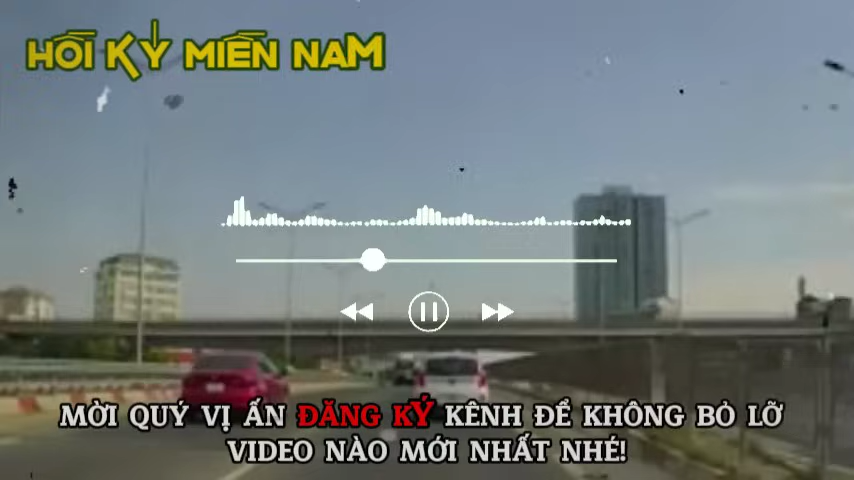 HỒI KÝ MIỀN NAM
MỜI QUÝ VỊ ẤN ĐĂNG KÝ KÊNH ĐỂ KHÔNG BỎ LỠ
VIDEO NÀO MỚI NHẤT NHÉ!